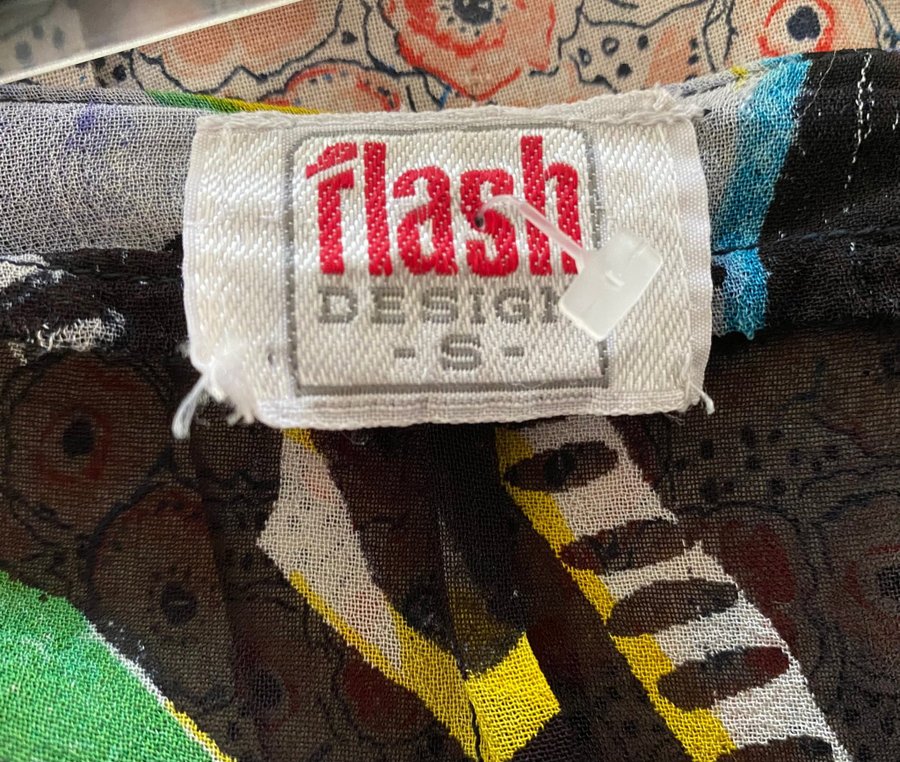 flash
DESIGN
- S -